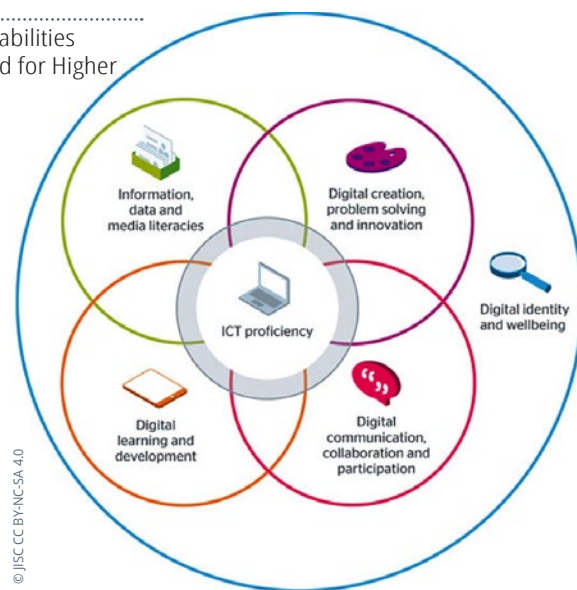 abilities
d for Higher
Information,
data and
media literacies
Digital creation,
problem solving
and innovation
ICT proficiency
Digital identity
and wellbeing
Digital
learning and
development
Digital
communication,
collaboration and
participation
© JISC CC BY-NC-SA 4.0